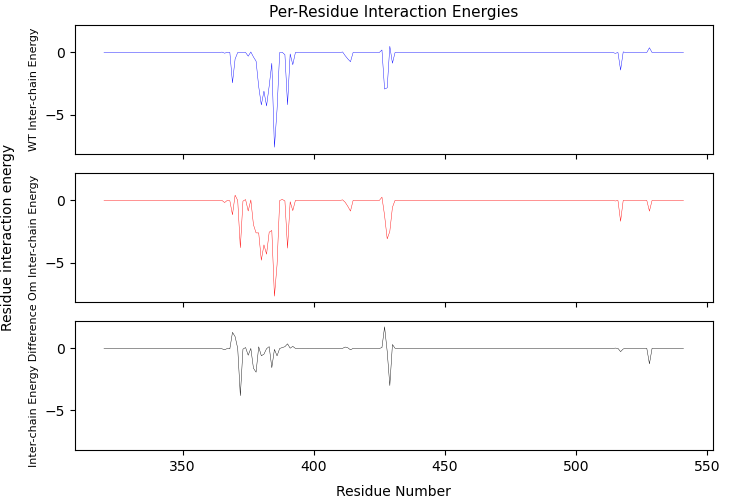 Per-Residue Interaction Energies
Residue interaction energy
WT Inter-chain Energy
0
−5
Om Inter-chain Energy
0
−5
Inter-chain Energy Difference
0
−5
350
400
450
500
550
Residue Number